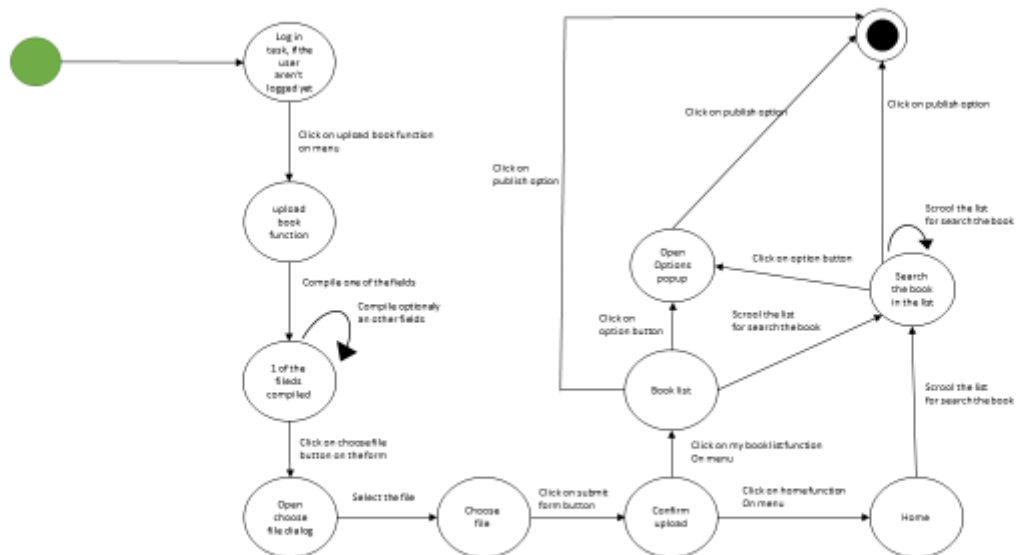 Log in
task, if the
user
aren't
logged yet
Click on upload book function
on menu
upload
book
function
Compile one of the fields
Compile optionaly
an other fields
1 of the
fileds
compiled
Click on choose file
button on the form
Open
choose
file dialog
Select the file
Choose
file
Click on submit
form button
Confirm
upload
Click on my book list function
On menu
Click on home function
On menu
Home
Book list
Click on
option button
Scrool the list
for search the book
Scrool the list
for search the book
Open
Options
popup
Click on option button
Search
the book
in the list
Scrool the list
for search the book
Click on
publish option
Click on publish option
Click on publish option